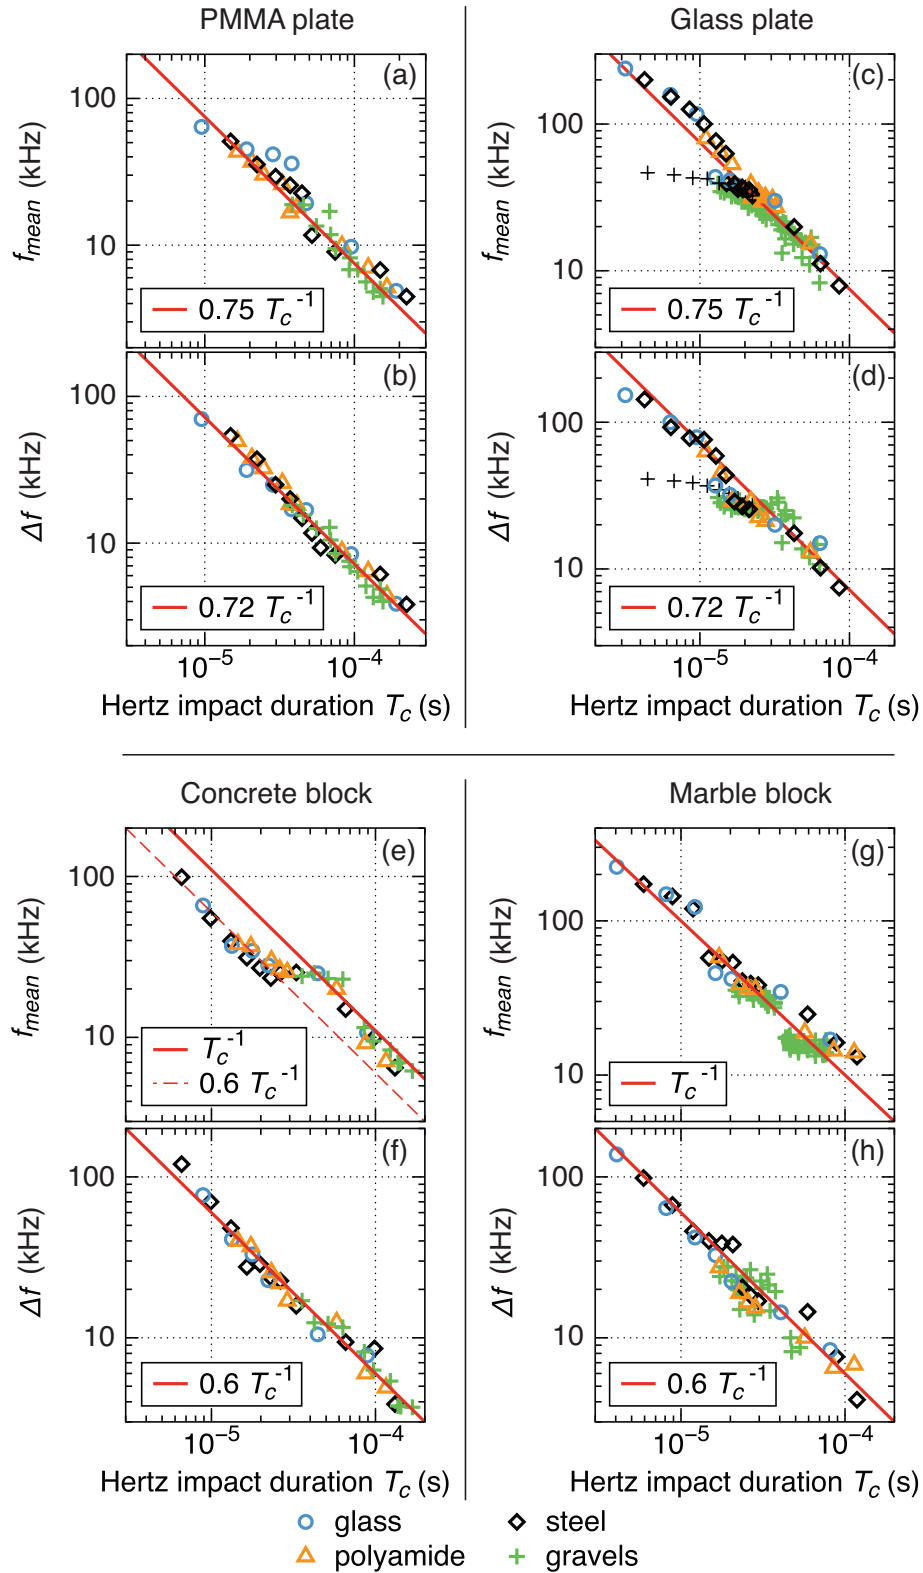 PMMA plate
Glass plate
(a)
100
10
f_mean (kHz)
0.75 T_c^-1
(c)
100
10
f_mean (kHz)
0.75 T_c^-1
(b)
100
10
Δf (kHz)
0.72 T_c^-1
10^-5 10^-4
Hertz impact duration T_c (s)
(d)
100
10
Δf (kHz)
0.72 T_c^-1
10^-5 10^-4
Hertz impact duration T_c (s)
Concrete block
Marble block
(e)
100
10
f_mean (kHz)
T_c^-1
0.6 T_c^-1
(g)
100
10
f_mean (kHz)
T_c^-1
(f)
100
10
Δf (kHz)
0.6 T_c^-1
10^-5 10^-4
Hertz impact duration T_c (s)
(h)
100
10
Δf (kHz)
0.6 T_c^-1
10^-5 10^-4
Hertz impact duration T_c (s)
glass
steel
polyamide
gravels